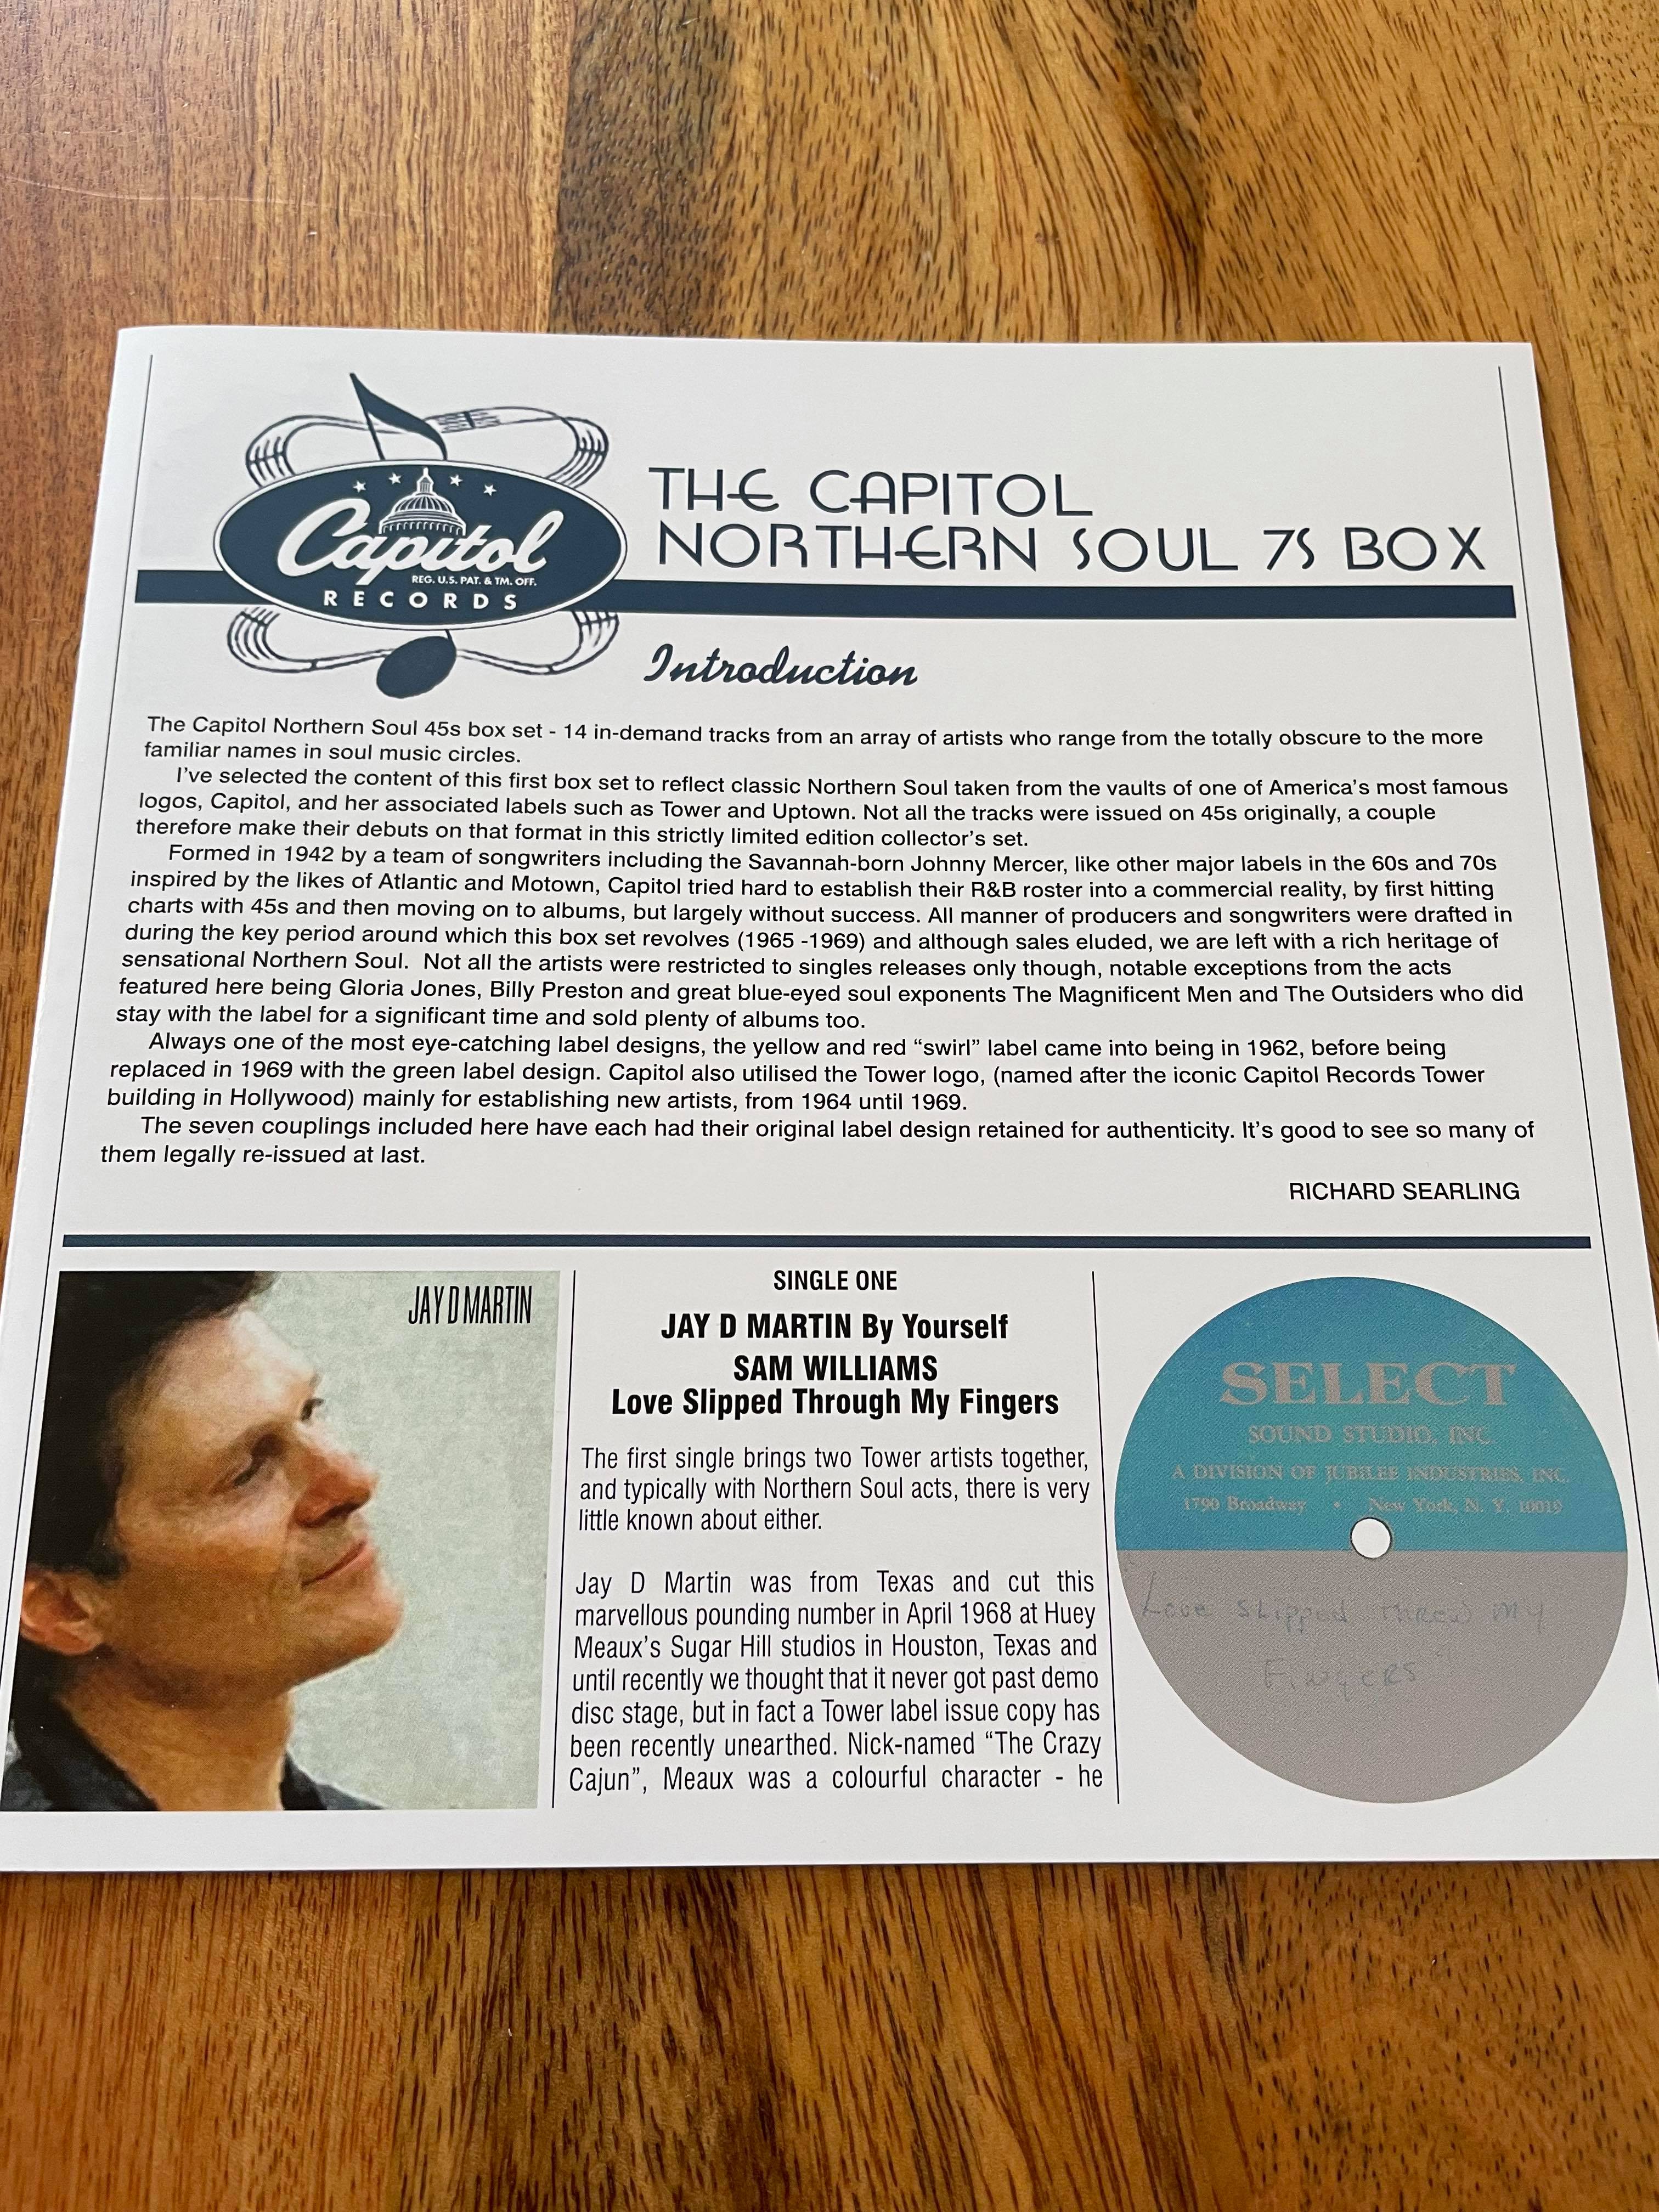 Capitol
REG. U.S. PAT. & TM. OFF.
RECORDS
THE CAPITOL
NORTHERN SOUL 7S BOX
Introduction
The Capitol Northern Soul 45s box set - 14 in-demand tracks from an array of artists who range from the totally obscure to the more
familiar names in soul music circles.
I've selected the content of this first box set to reflect classic Northern Soul taken from the vaults of one of America's most famous
logos, Capitol, and her associated labels such as Tower and Uptown. Not all the tracks were issued on 45s originally, a couple
therefore make their debuts on that format in this strictly limited edition collector's set.
Formed in 1942 by a team of songwriters including the Savannah-born Johnny Mercer, like other major labels in the 60s and 70s
inspired by the likes of Atlantic and Motown, Capitol tried hard to establish their R&B roster into a commercial reality, by first hitting
charts with 45s and then moving on to albums, but largely without success. All manner of producers and songwriters were drafted in
during the key period around which this box set revolves (1965 -1969) and although sales eluded, we are left with a rich heritage of
sensational Northern Soul. Not all the artists were restricted to singles releases only though, notable exceptions from the acts
featured here being Gloria Jones, Billy Preston and great blue-eyed soul exponents The Magnificent Men and The Outsiders who did
stay with the label for a significant time and sold plenty of albums too.
Always one of the most eye-catching label designs, the yellow and red “swirl” label came into being in 1962, before being
replaced in 1969 with the green label design. Capitol also utilised the Tower logo, (named after the iconic Capitol Records Tower
building in Hollywood) mainly for establishing new artists, from 1964 until 1969.
The seven couplings included here have each had their original label design retained for authenticity. It's good to see so many of
them legally re-issued at last.
RICHARD SEARLING
JAY D MARTIN
SINGLE ONE
JAY D MARTIN By Yourself
SAM WILLIAMS
Love Slipped Through My Fingers
The first single brings two Tower artists together,
and typically with Northern Soul acts, there is very
little known about either.
Jay D Martin was from Texas and cut this
marvellous pounding number in April 1968 at Huey
Meaux's Sugar Hill studios in Houston, Texas and
until recently we thought that it never got past demo
disc stage, but in fact a Tower label issue copy has
been recently unearthed. Nick-named “The Crazy
Cajun”, Meaux was a colourful character - he
SELECT
SOUND STUDIO, INC.
A DIVISION OF JUBILEE INDUSTRIES, INC.
1790 Broadway • New York, N. Y. 10019
Love Slipped Threw My
Fingers